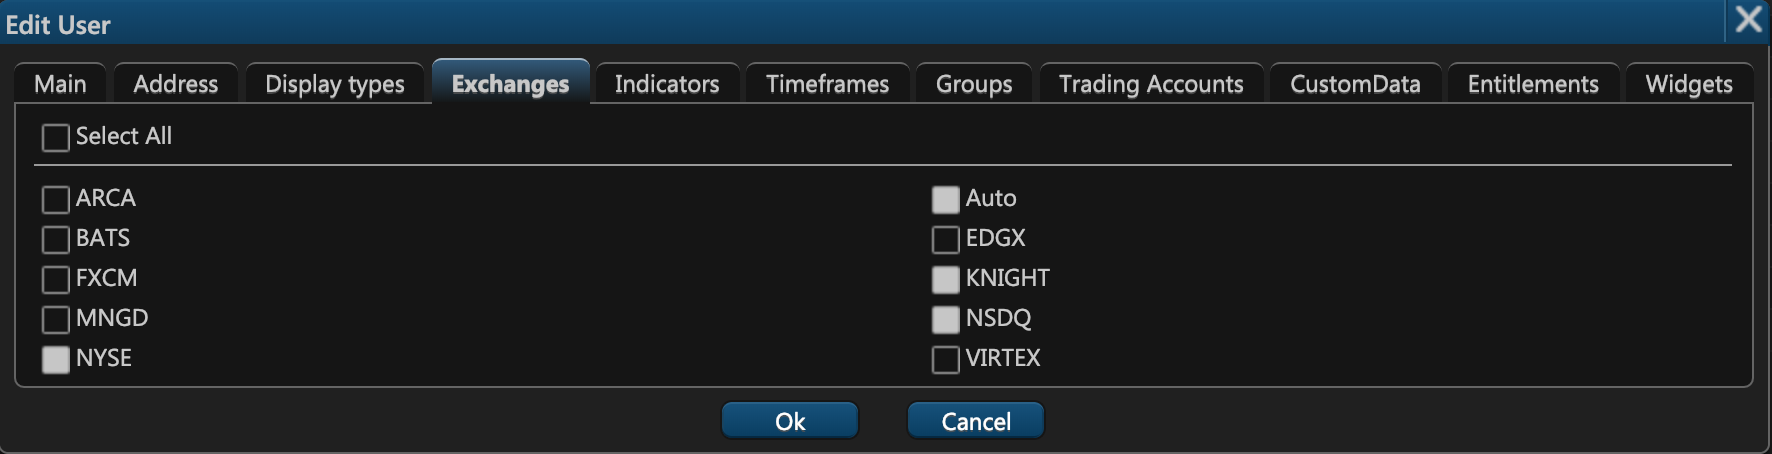 Edit User
Main Address Display types Exchanges Indicators Timeframes Groups Trading Accounts CustomData Entitlements Widgets
Select All
ARCA Auto
BATS EDGX
FXCM KNIGHT
MNGD NSDQ
NYSE VIRTEX
Ok Cancel